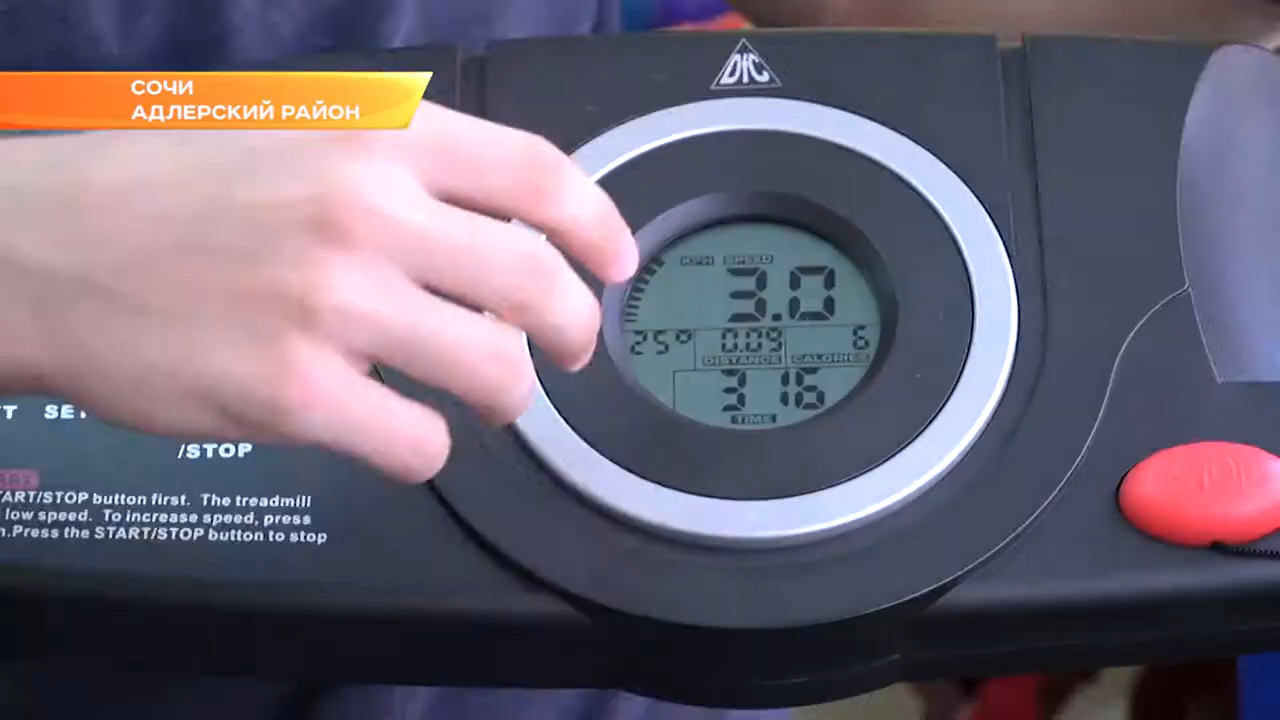 СОЧИ
АДЛЕРСКИЙ РАЙОН
DfC
KPH SPEED
3.0
25° 0.09 6
DISTANCE CALORIES
3 16
TIME
/STOP
START/STOP button first. The treadmill
low speed. To increase speed, press
Press the START/STOP button to stop